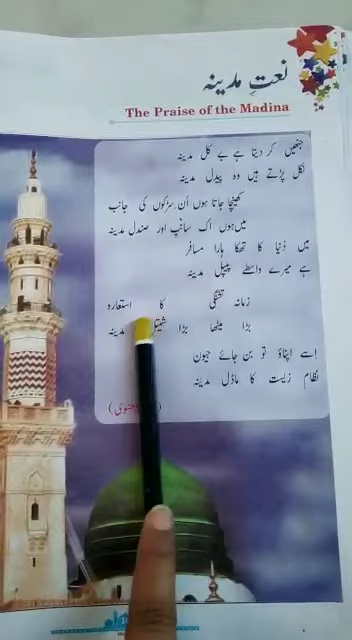 نعتِ مدینہ
The Praise of the Madina
جنھیں کر دیتا ہے بے کل مدینہ
نکل پڑتے ہیں وہ پیدل مدینہ
کھنچا جاتا ہوں اُن سڑکوں کی جانب
میں ہوں اک سانپ اور صندل مدینہ
میں دُنیا کا تھکا ہارا مسافر
ہے میرے واسطے پیپل مدینہ
زمانہ تشنگی کا استعارہ
بڑا میٹھا بڑا مدینہ
اِسے اپناؤ تو بن جائے جیون
نظامِ زیست کا ماڈل مدینہ